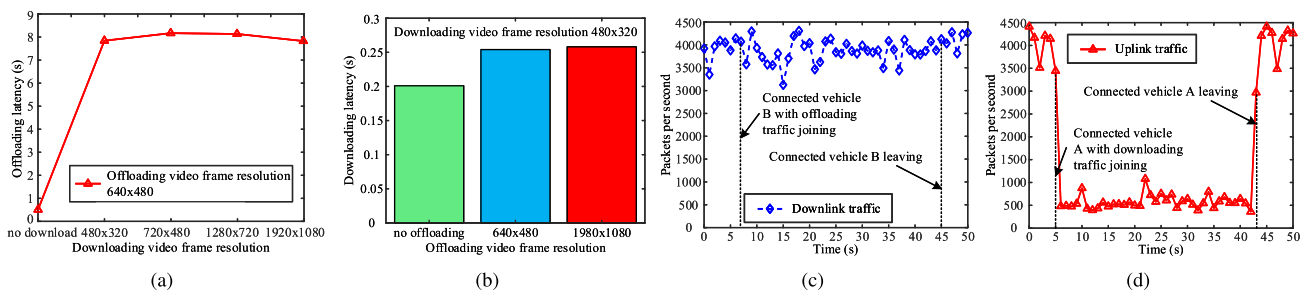 9
8
7
6
5
4
3
2
1
0
Offloading latency (s)
Offloading video frame resolution
640x480
no download 480x320 720x480 1280x720 1920x1080
Downloading video frame resolution
(a)
0.3
0.25
0.2
0.15
0.1
0.05
0
Downloading latency (s)
Downloading video frame resolution 480x320
no offloading 640x480 1980x1080
Offloading video frame resolution
(b)
4500
4000
3500
3000
2500
2000
1500
1000
500
0
Packets per second
Connected vehicle
B with offloading
traffic joining
Connected vehicle B leaving
Downlink traffic
0 5 10 15 20 25 30 35 40 45 50
Time (s)
(c)
4500
4000
3500
3000
2500
2000
1500
1000
500
0
Packets per second
Uplink traffic
Connected vehicle A leaving
Connected vehicle
A with downloading
traffic joining
0 5 10 15 20 25 30 35 40 45 50
Time (s)
(d)